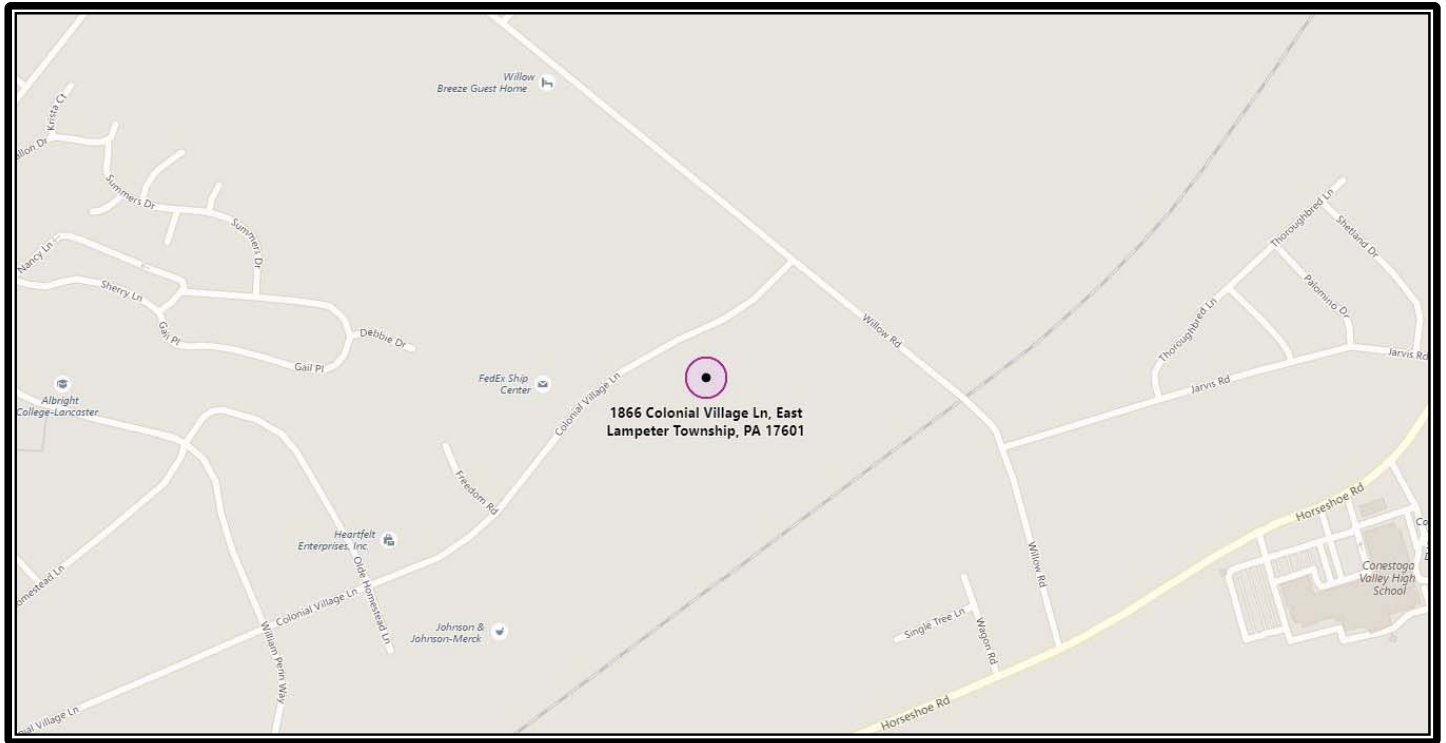 Willow
Breeze Guest Home
Krista Ct
allon Dr
Summers Dr
Summers Dr
Nancy Ln
Sherry Ln
Gail Pl
Gail Pl
Debbie Dr
Albright
College-Lancaster
FedEx Ship
Center
Colonial Village Ln
Willow Rd
1866 Colonial Village Ln, East
Lampeter Township, PA 17601
Thoroughbred Ln
Shetland Dr
Palomino Dr
Thoroughbred Ln
Jarvis Rd
Jarvis Rd
Freedom Rd
Heartfelt
Enterprises, Inc
Olde Homestead Ln
omestead Ln
Colonial Village Ln
William Penn Way
Johnson &
Johnson-Merck
nial Village Ln
Willow Rd
Single Tree Ln
Wagon Rd
Horseshoe Rd
Horseshoe Rd
Conestoga
Valley High
School